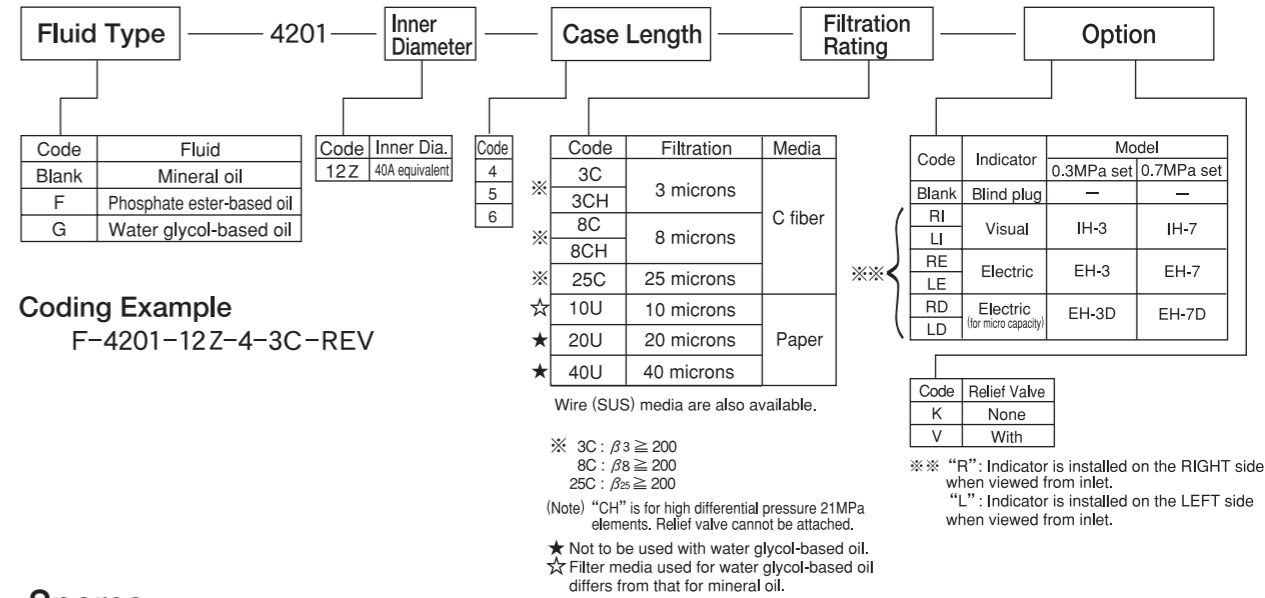 Fluid Type 4201 Inner Diameter Case Length Filtration Rating Option
Code Fluid
Blank Mineral oil
F Phosphate ester-based oil
G Water glycol-based oil
Code Inner Dia.
12Z 40A equivalent
Code
4
5
6
Code Filtration Media
※ 3C 3 microns C fiber
3CH
※ 8C 8 microns
8CH
※ 25C 25 microns
☆ 10U 10 microns Paper
★ 20U 20 microns
★ 40U 40 microns
Wire (SUS) media are also available.
※ 3C : β3 ≧ 200
8C : β8 ≧ 200
25C : β25 ≧ 200
(Note) “CH” is for high differential pressure 21MPa
elements. Relief valve cannot be attached.
★ Not to be used with water glycol-based oil.
☆ Filter media used for water glycol-based oil
differs from that for mineral oil.
Code Indicator Model
0.3MPa set 0.7MPa set
Blank Blind plug – –
※※ RI Visual IH-3 IH-7
LI
RE Electric EH-3 EH-7
LE
RD Electric (for micro capacity) EH-3D EH-7D
LD
Code Relief Valve
K None
V With
※※ “R” : Indicator is installed on the RIGHT side
when viewed from inlet.
“L” : Indicator is installed on the LEFT side
when viewed from inlet.
Coding Example
F-4201-12Z-4-3C-REV